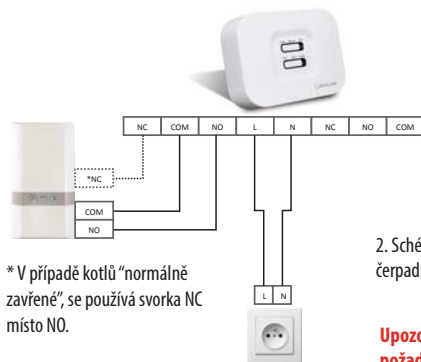 NC COM NO L N NC NO COM
*NC
COM
NO
* V případě kotlů “normálně
zavřené”, se používá svorka NC
místo NO.
L N
2. Sché
čerpadl
Upozo
požad